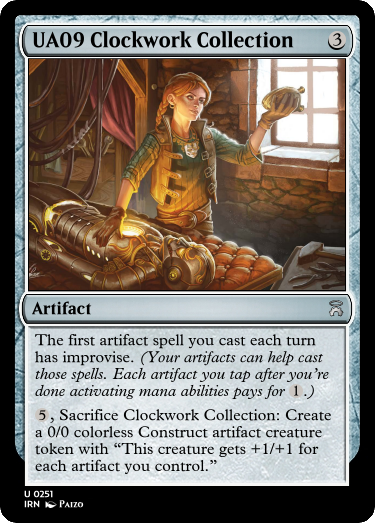 UA09 Clockwork Collection 3
Artifact
The first artifact spell you cast each turn
has improvise. (Your artifacts can help cast
those spells. Each artifact you tap after you're
done activating mana abilities pays for 1.)
5, Sacrifice Clockwork Collection: Create
a 0/0 colorless Construct artifact creature
token with “This creature gets +1/+1 for
each artifact you control.”
U 0251
IRN Paizo